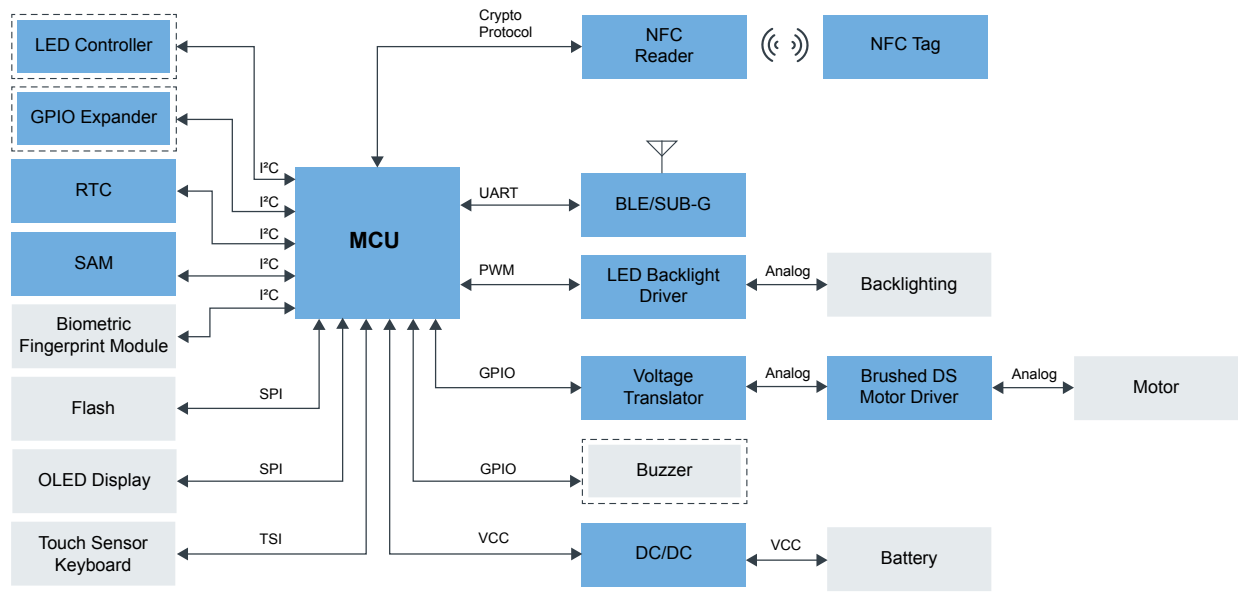 Crypto
Protocol
LED Controller
NFC
Reader
NFC Tag
GPIO Expander
I²C
RTC
I²C
UART
BLE/SUB-G
I²C
MCU
SAM
I²C
PWM
LED Backlight
Driver
Analog
Backlighting
I²C
Biometric
Fingerprint Module
GPIO
Voltage
Translator
Analog
Brushed DS
Motor Driver
Analog
Motor
Flash
SPI
OLED Display
SPI
GPIO
Buzzer
Touch Sensor
Keyboard
TSI
VCC
DC/DC
VCC
Battery